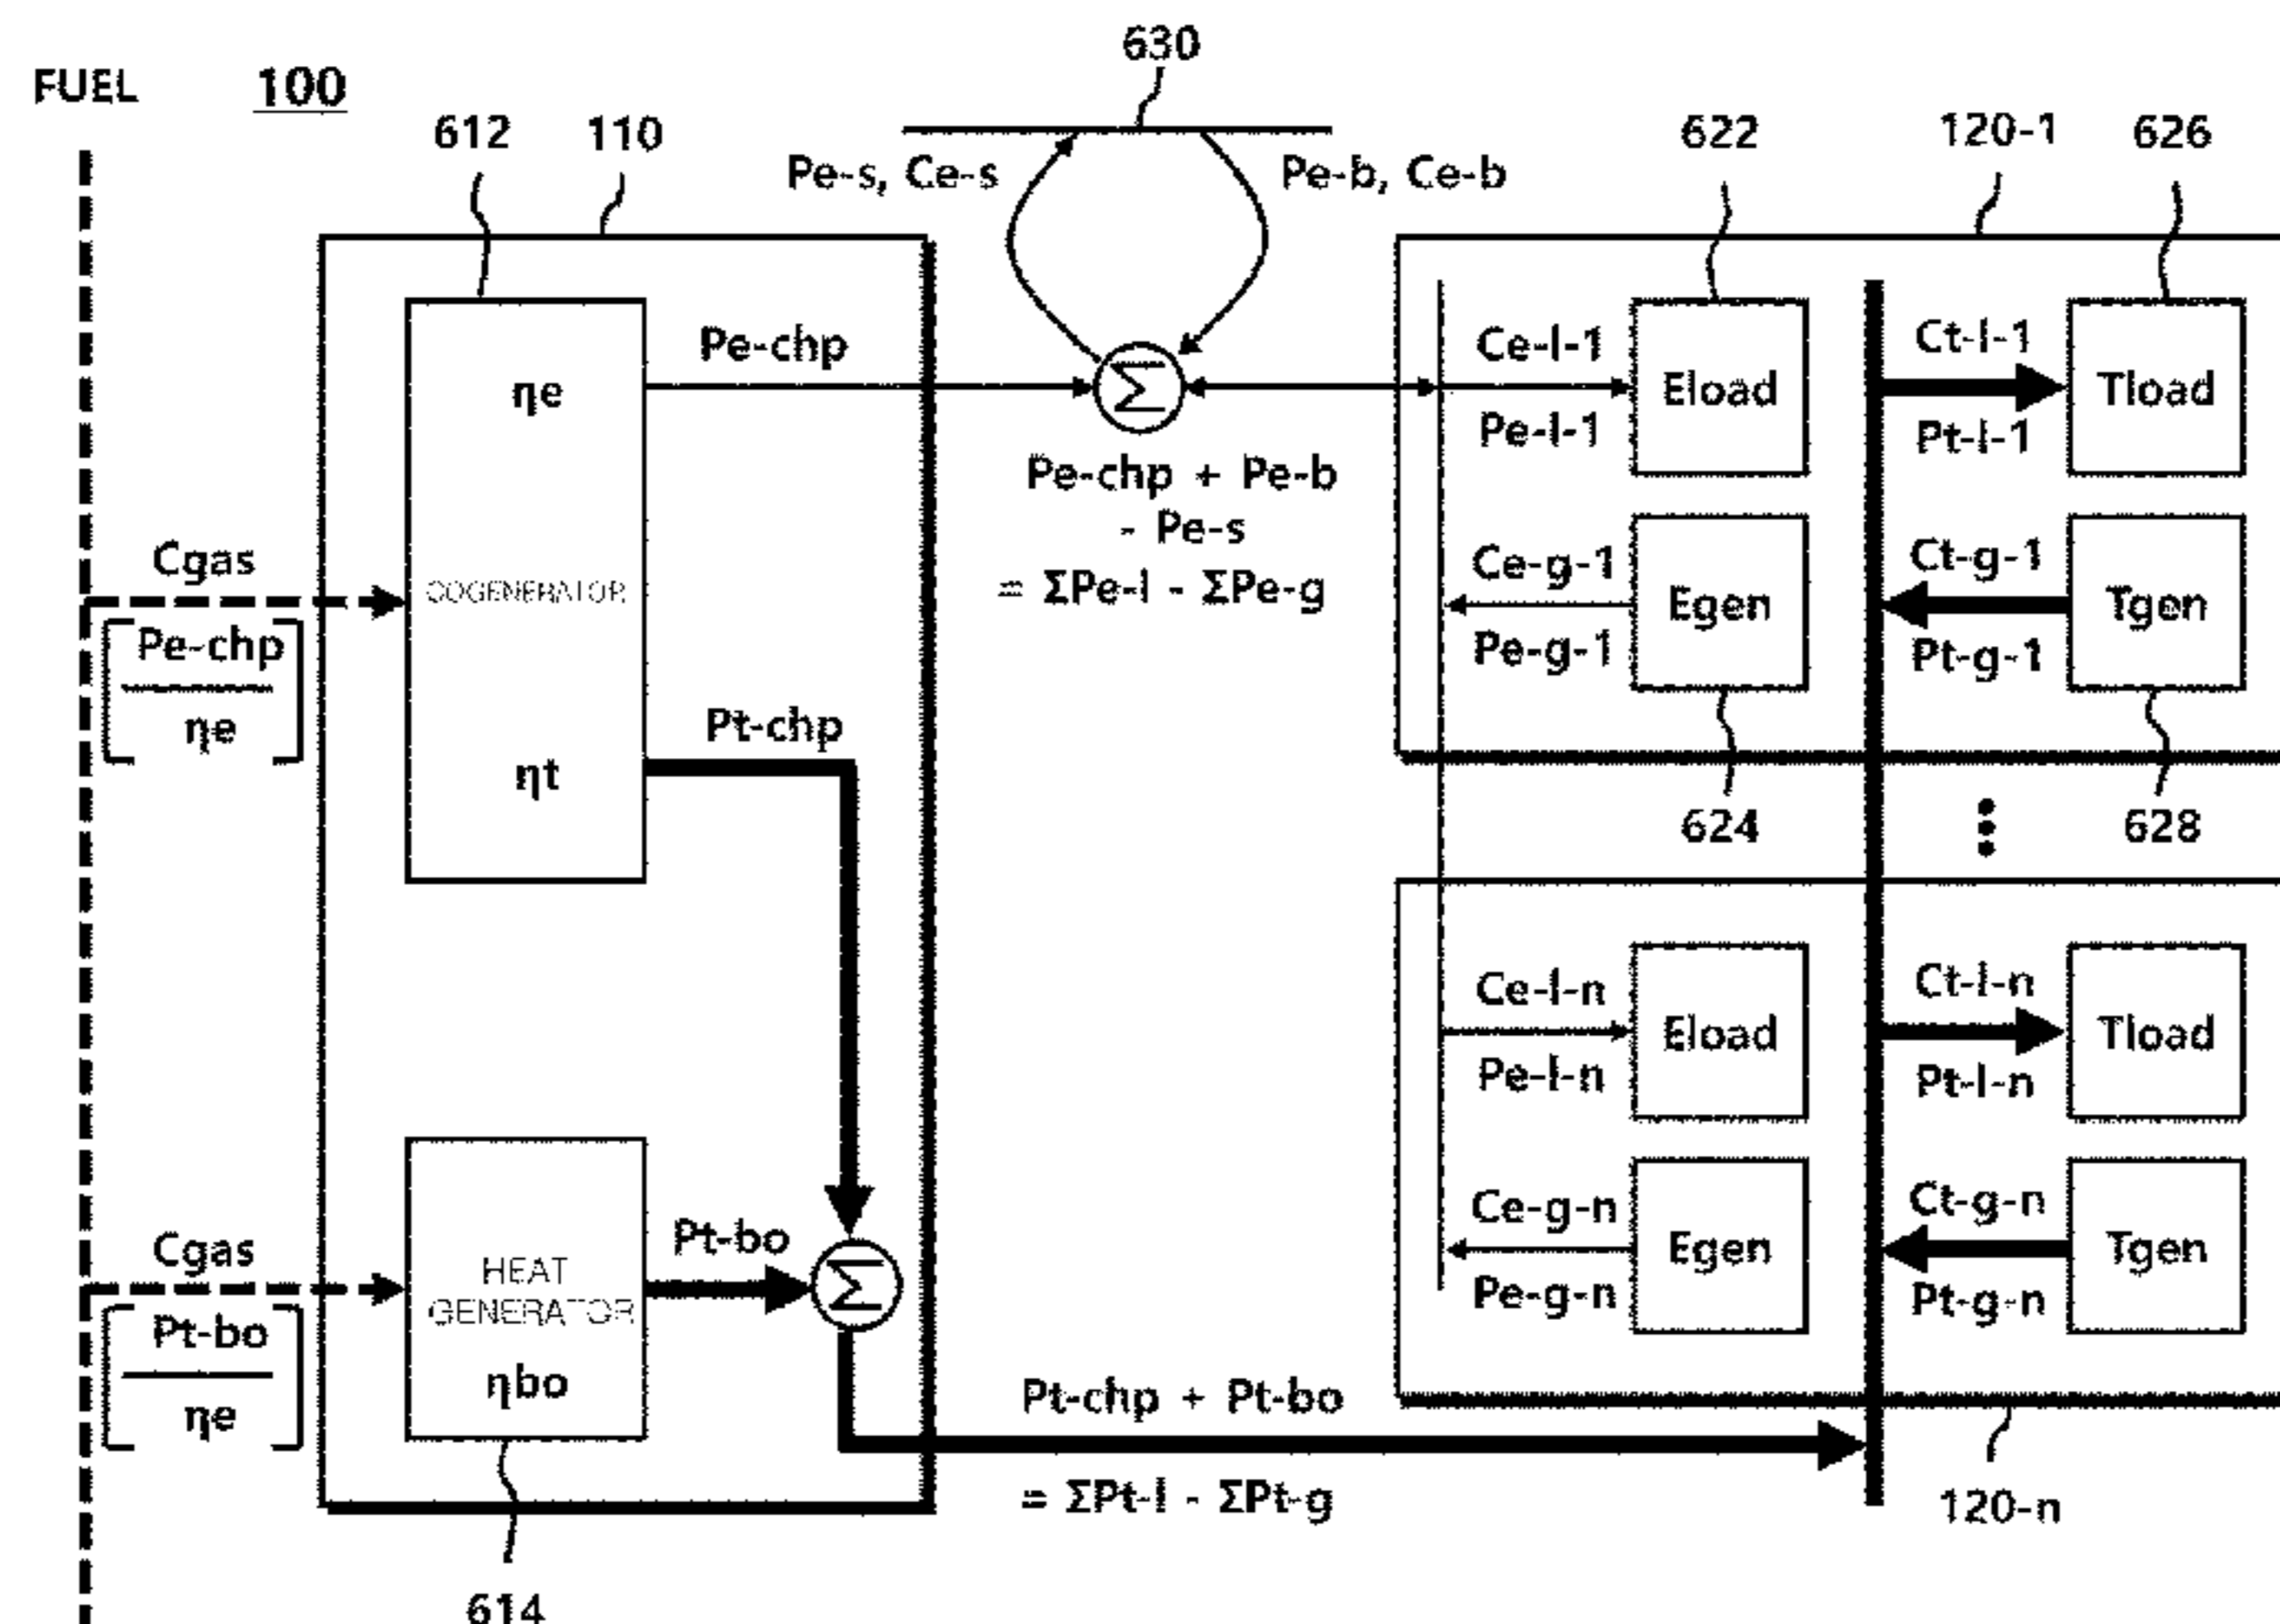 FUEL
100
630
612
110
622
120-1
626
Pe-s, Ce-s
Pe-b, Ce-b
Pe-chp
ηe
Σ
Ce-l-1
Pe-l-1
Eload
Ct-l-1
Pt-l-1
Tload
Pe-chp + Pe-b
- Pe-s
= ΣPe-l - ΣPe-g
Cgas
Pe-chp
ηe
COGENERATOR
Ce-g-1
Pe-g-1
Egen
Ct-g-1
Pt-g-1
Tgen
Pt-chp
ηt
624
628
Ce-l-n
Pe-l-n
Eload
Ct-l-n
Pt-l-n
Tload
Cgas
Pt-bo
ηe
HEAT
GENERATOR
ηbo
Pt-bo
Σ
Ce-g-n
Pe-g-n
Egen
Ct-g-n
Pt-g-n
Tgen
Pt-chp + Pt-bo
= ΣPt-l - ΣPt-g
120-n
614